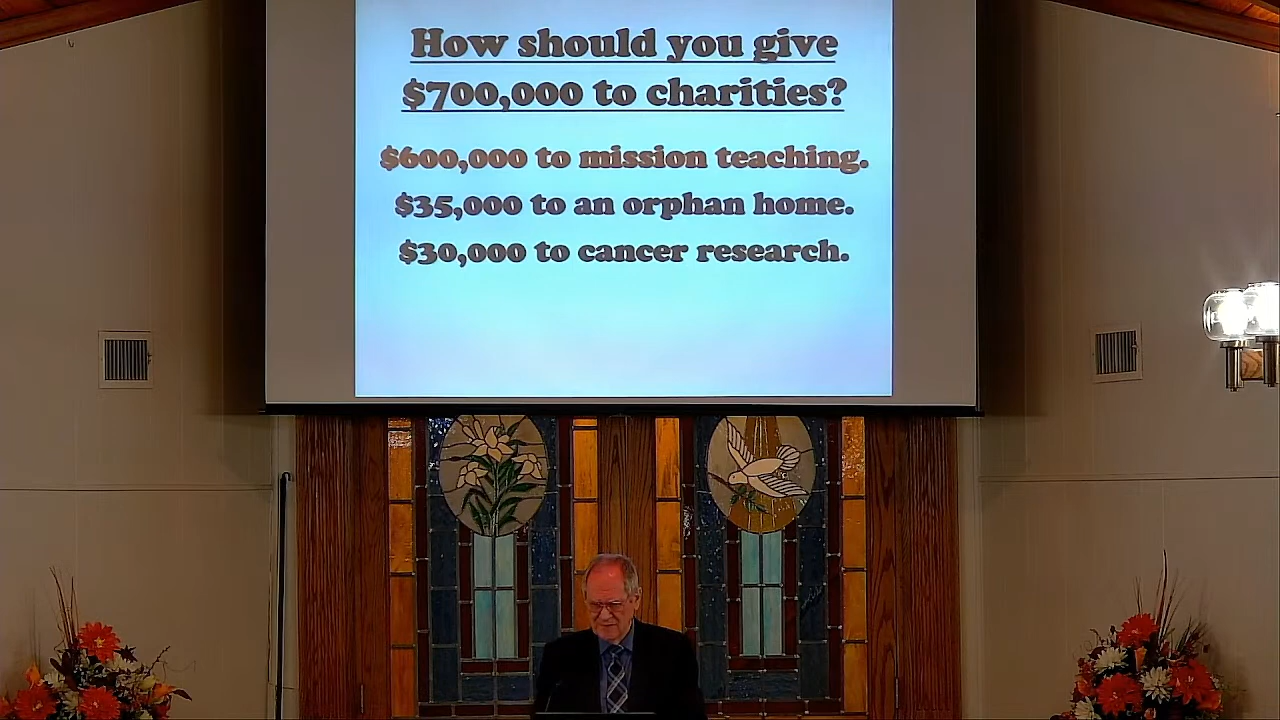 How should you give
$700,000 to charities?
$600,000 to mission teaching.
$35,000 to an orphan home.
$30,000 to cancer research.